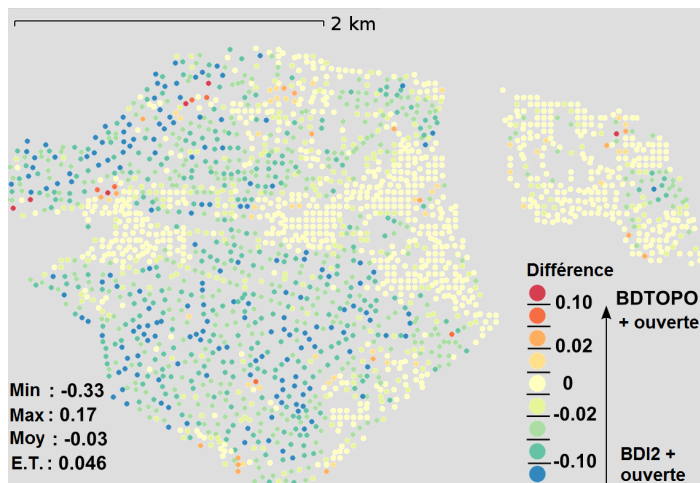 2 km
Différence
0.10
BDTOPO
+ ouverte
0.02
0
-0.02
-0.10
BDI2 +
ouverte
Min : -0.33
Max : 0.17
Moy : -0.03
E.T. : 0.046